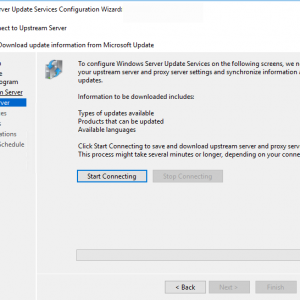 rver Update Services Configuration Wizard:
nect to Upstream Server
Download update information from Microsoft Update
ogram
m Server
erver
es
s
ations
Schedule
To configure Windows Server Update Services on the following screens, we ne
your upstream server and proxy server settings and synchronize information a
updates.
Information to be downloaded includes:
Types of updates available
Products that can be updated
Available languages
Click Start Connecting to save and download upstream server and proxy serve
This process might take several minutes or longer, depending on your connec
Start Connecting
Stop Connecting
< Back
Next >
Finish